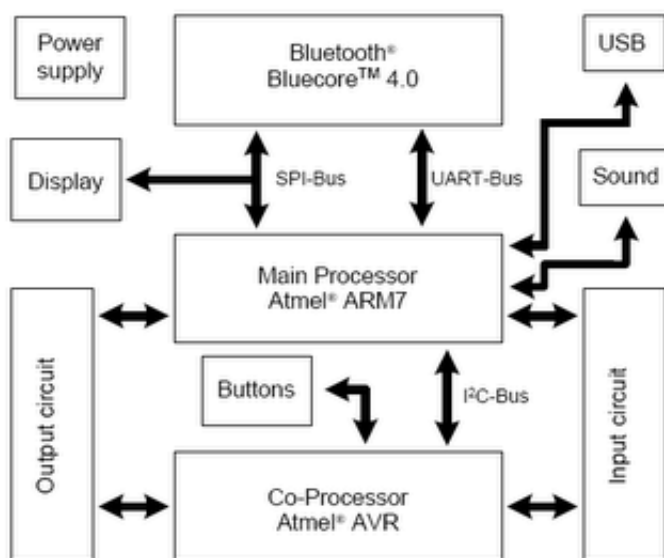 Power
supply
Bluetooth®
Bluecore™ 4.0
USB
Display
SPI-Bus
UART-Bus
Sound
Main Processor
Atmel® ARM7
Output circuit
Buttons
I²C-Bus
Input circuit
Co-Processor
Atmel® AVR